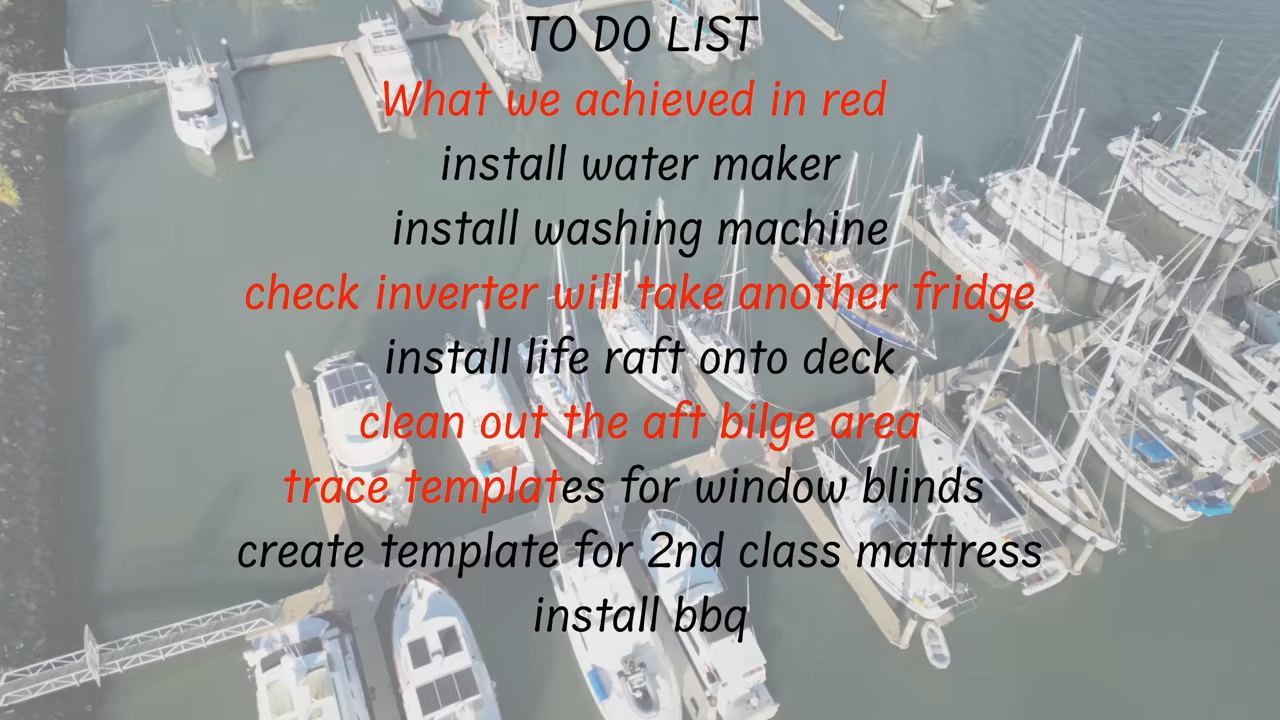 TO DO LIST
What we achieved in red
install water maker
install washing machine
check inverter will take another fridge
install life raft onto deck
clean out the aft bilge area
trace templates for window blinds
create template for 2nd class mattress
install bbq